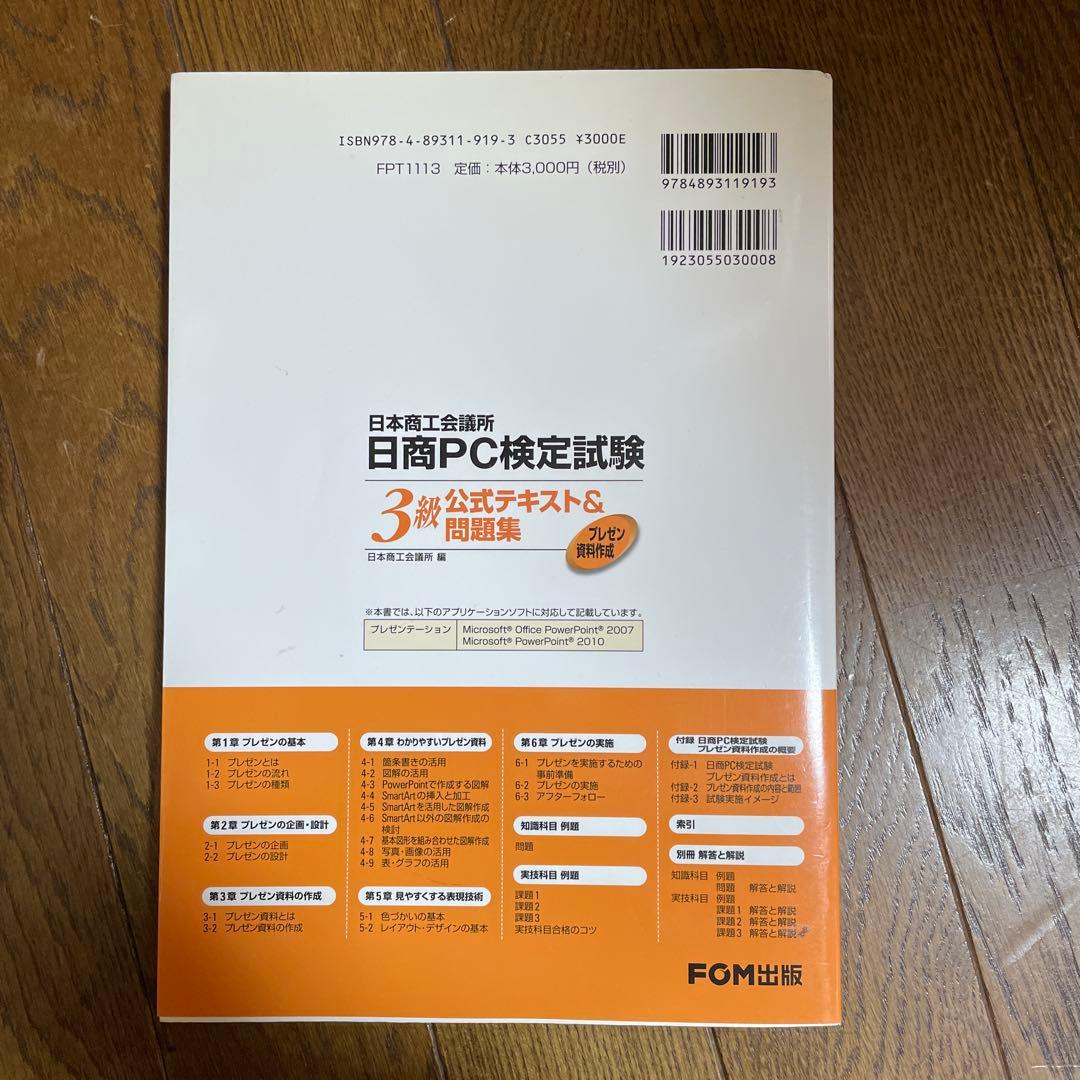 ISBN978-4-89311-919-3 C3055 ¥3000E
FPT1113 定価：本体3,000円（税別）
9784893119193
1923055030008
日本商工会議所
日商PC検定試験
3級 公式テキスト&
問題集
プレゼン
資料作成
日本商工会議所 編
※本書では、以下のアプリケーションソフトに対応して記載しています。
プレゼンテーション Microsoft® Office PowerPoint® 2007
Microsoft® PowerPoint® 2010
第1章 プレゼンの基本
1-1 プレゼンとは
1-2 プレゼンの流れ
1-3 プレゼンの種類
第2章 プレゼンの企画・設計
2-1 プレゼンの企画
2-2 プレゼンの設計
第3章 プレゼン資料の作成
3-1 プレゼン資料とは
3-2 プレゼン資料の作成
第4章 わかりやすいプレゼン資料
4-1 箇条書きの活用
4-2 図解の活用
4-3 PowerPointで作成する図解
4-4 SmartArtの挿入と加工
4-5 SmartArtを活用した図解作成
4-6 SmartArt以外の図解作成の
検討
4-7 基本図形を組み合わせた図解作成
4-8 写真・画像の活用
4-9 表・グラフの活用
第5章 見やすくする表現技術
5-1 色づかいの基本
5-2 レイアウト・デザインの基本
第6章 プレゼンの実施
6-1 プレゼンを実施するための
事前準備
6-2 プレゼンの実施
6-3 アフターフォロー
知識科目 例題
問題
実技科目 例題
課題1
課題2
課題3
実技科目合格のコツ
付録 日商PC検定試験
プレゼン資料作成の概要
付録-1 日商PC検定試験
プレゼン資料作成とは
付録-2 プレゼン資料作成の内容と範囲
付録-3 試験実施イメージ
索引
別冊 解答と解説
知識科目 例題
問題 解答と解説
実技科目 例題
課題1 解答と解説
課題2 解答と解説
課題3 解答と解説
FOM出版